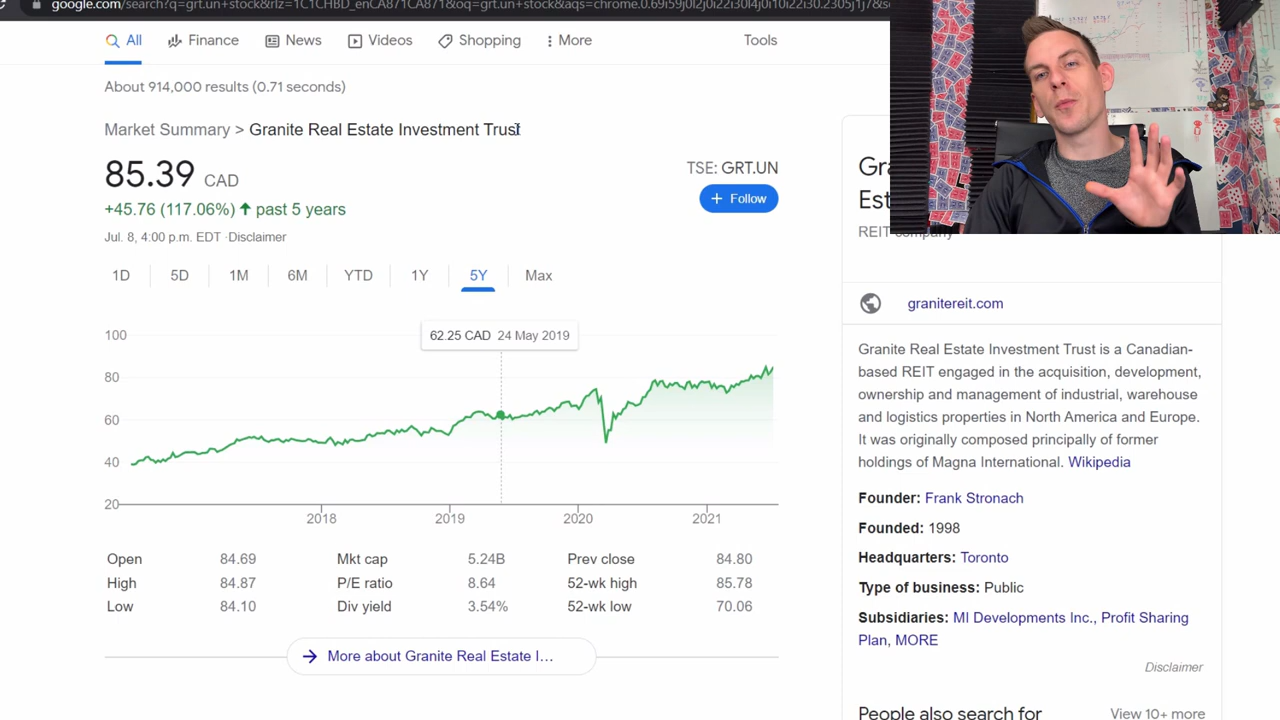 google.com/search?q=grt.un+stock&rlz=1C1CHBD_enCA871CA871&oq=grt.un+stock&aqs=chrome.0.69i59j0l2j0i22i30l4j0i10i22i30.2305j1j7&s
All Finance News Videos Shopping More Tools
About 914,000 results (0.71 seconds)
Market Summary > Granite Real Estate Investment Trust
85.39 CAD
+45.76 (117.06%) ↑ past 5 years
Jul. 8, 4:00 p.m. EDT · Disclaimer
TSE: GRT.UN
+ Follow
1D 5D 1M 6M YTD 1Y 5Y Max
62.25 CAD 24 May 2019
100
80
60
40
20
2018 2019 2020 2021
Open 84.69 Mkt cap 5.24B Prev close 84.80
High 84.87 P/E ratio 8.64 52-wk high 85.78
Low 84.10 Div yield 3.54% 52-wk low 70.06
→ More about Granite Real Estate I...
Gra
Est
REIT company
granitereit.com
Granite Real Estate Investment Trust is a Canadian-
based REIT engaged in the acquisition, development,
ownership and management of industrial, warehouse
and logistics properties in North America and Europe.
It was originally composed principally of former
holdings of Magna International. Wikipedia
Founder: Frank Stronach
Founded: 1998
Headquarters: Toronto
Type of business: Public
Subsidiaries: MI Developments Inc., Profit Sharing
Plan, MORE
Disclaimer
People also search for View 10+ more